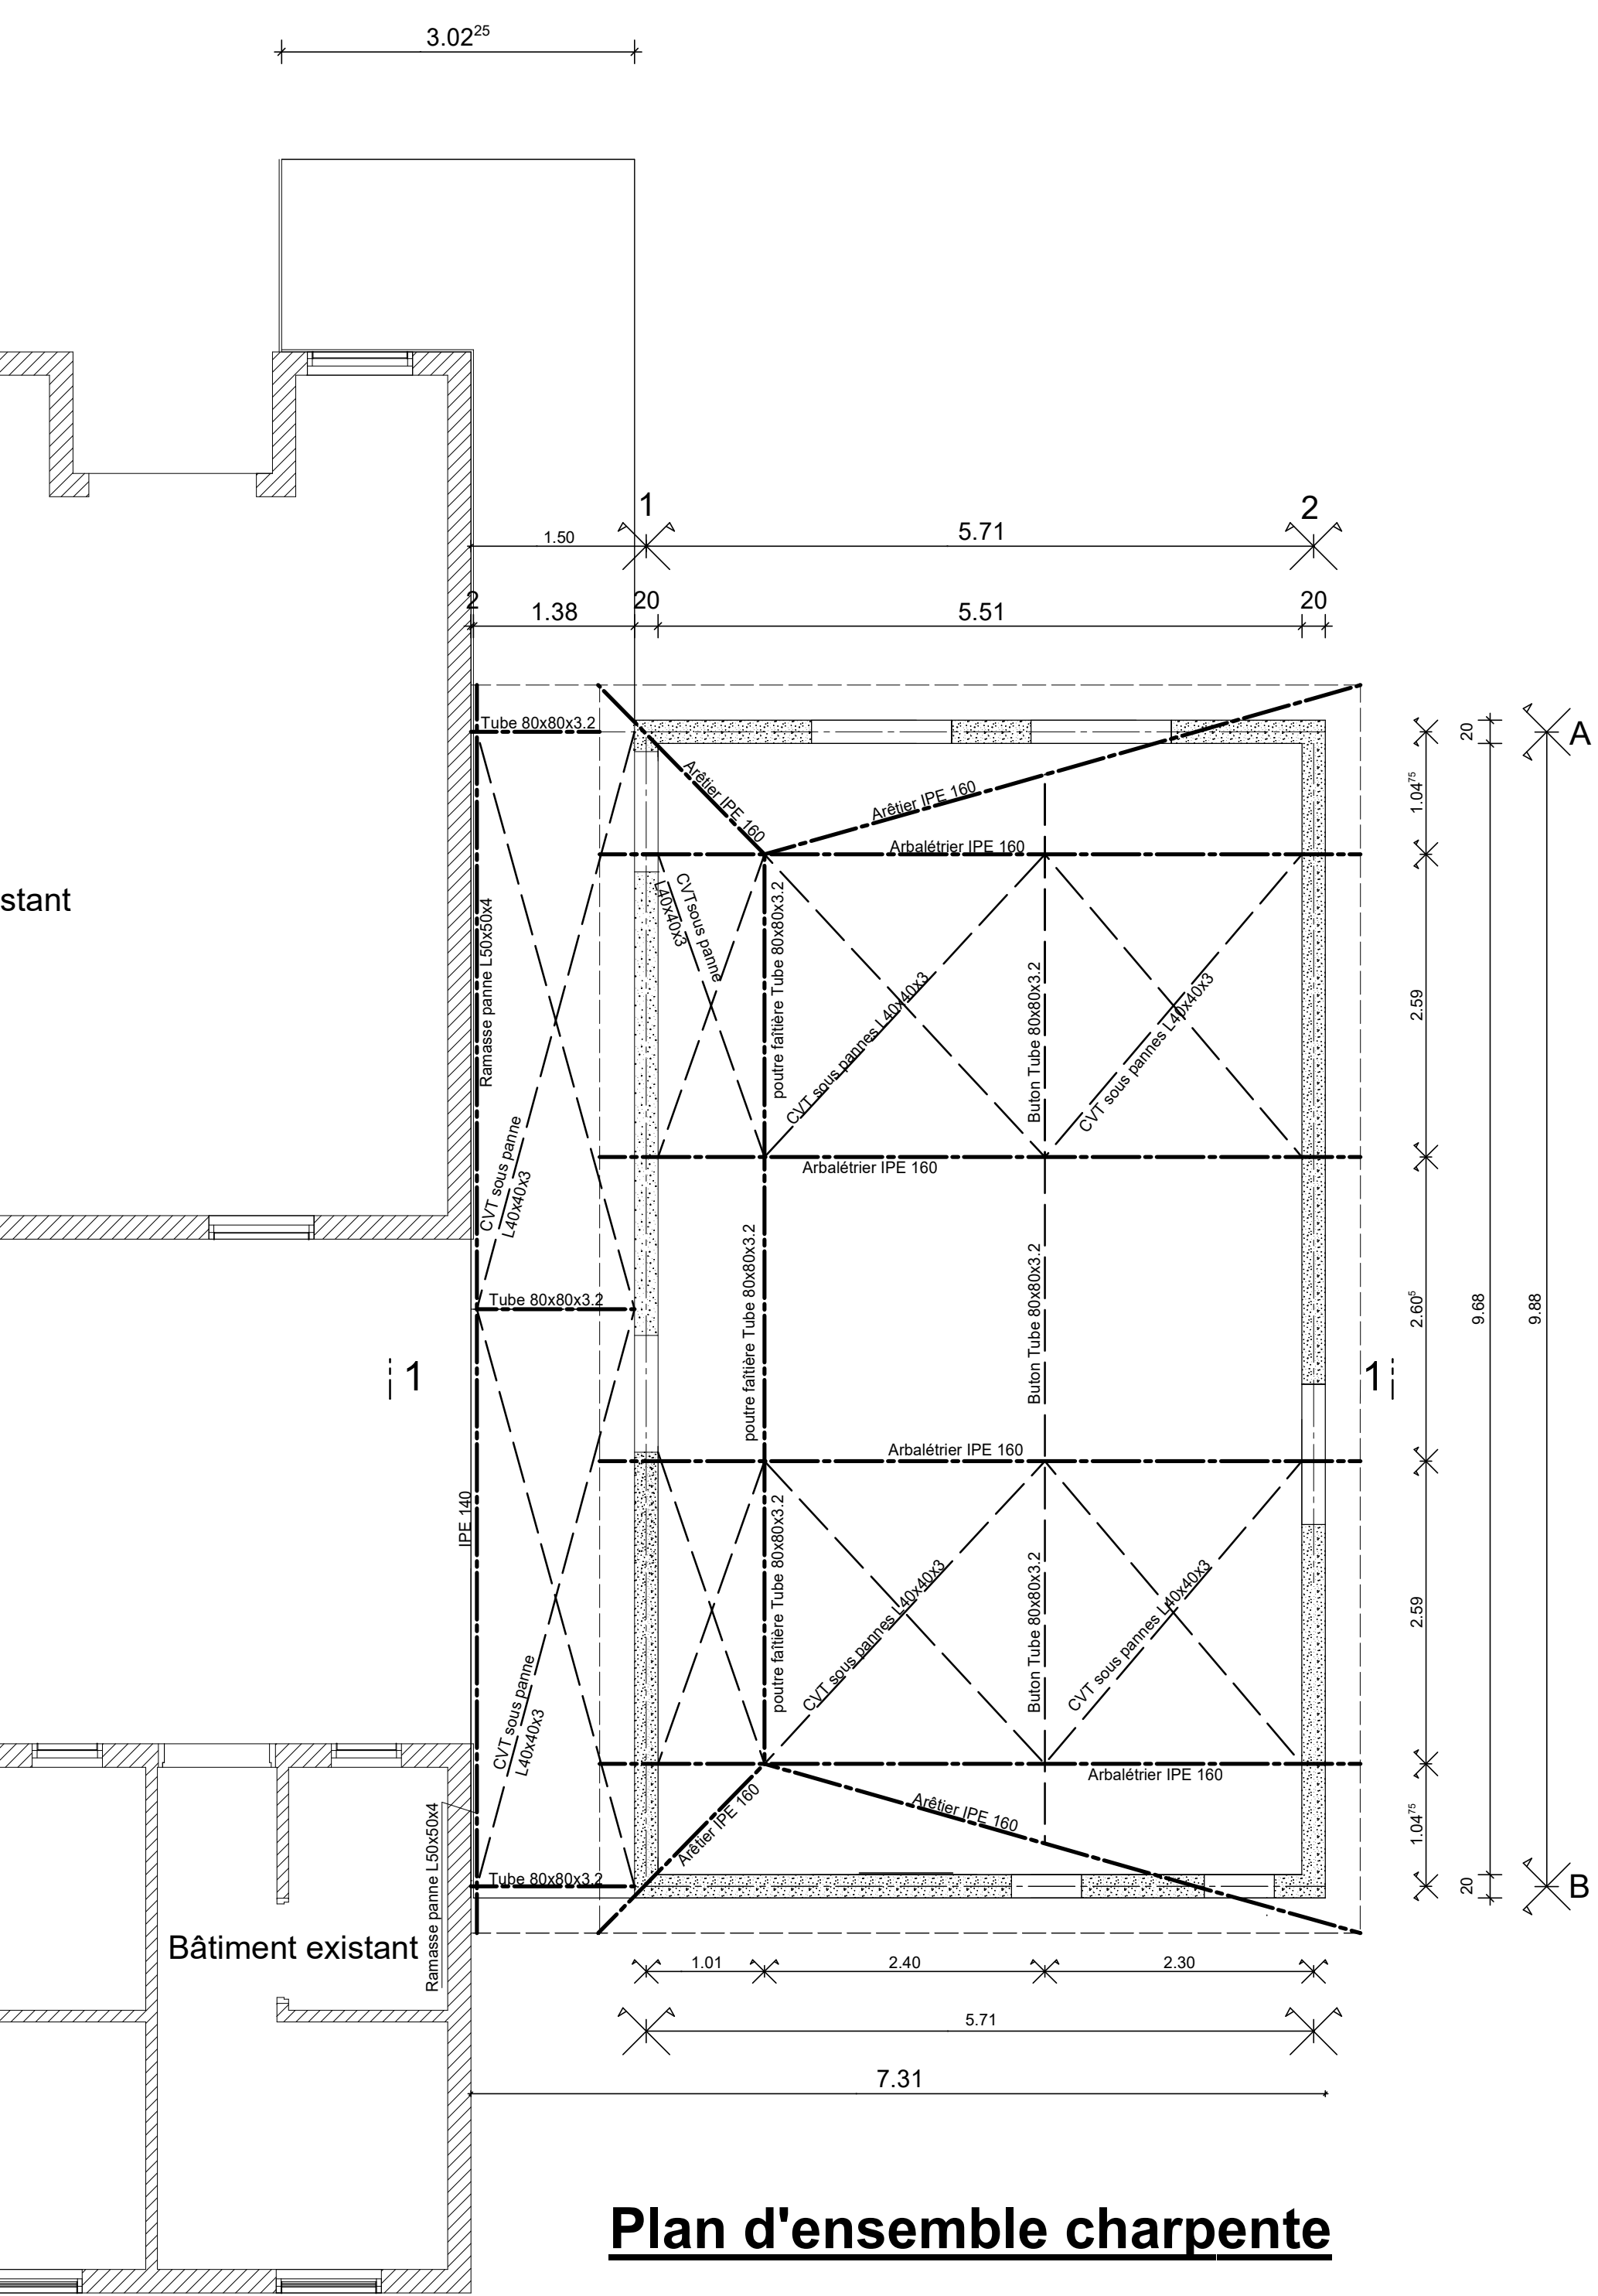 3.02²⁵
1
2
1.50
5.71
2
1.38
20
5.51
20
Tube 80x80x3.2
A
20
1.04⁷⁵
Arêtier IPE 160
Arêtier IPE 160
Arbalétrier IPE 160
stant
Ramasse panne L50x50x4
CVTsous panne
L40x40x3
poutre faîtière Tube 80x80x3.2
CVT sous pannes L40x40x3
Buton Tube 80x80x3.2
CVT sous pannes L40x40x3
2.59
CVT sous panne
L40x40x3
Arbalétrier IPE 160
Tube 80x80x3.2
poutre faîtière Tube 80x80x3.2
Buton Tube 80x80x3.2
2.60⁵
9.68
9.88
1
1
Arbalétrier IPE 160
IPE 140
poutre faîtière Tube 80x80x3.2
CVT sous pannes L40x40x3
Buton Tube 80x80x3.2
CVT sous pannes L40x40x3
2.59
CVT sous panne
L40x40x3
Arbalétrier IPE 160
Ramasse panne L50x50x4
Arêtier IPE 160
Arêtier IPE 160
1.04⁷⁵
Tube 80x80x3.2
20
B
Bâtiment existant
1.01
2.40
2.30
5.71
7.31
Plan d'ensemble charpente